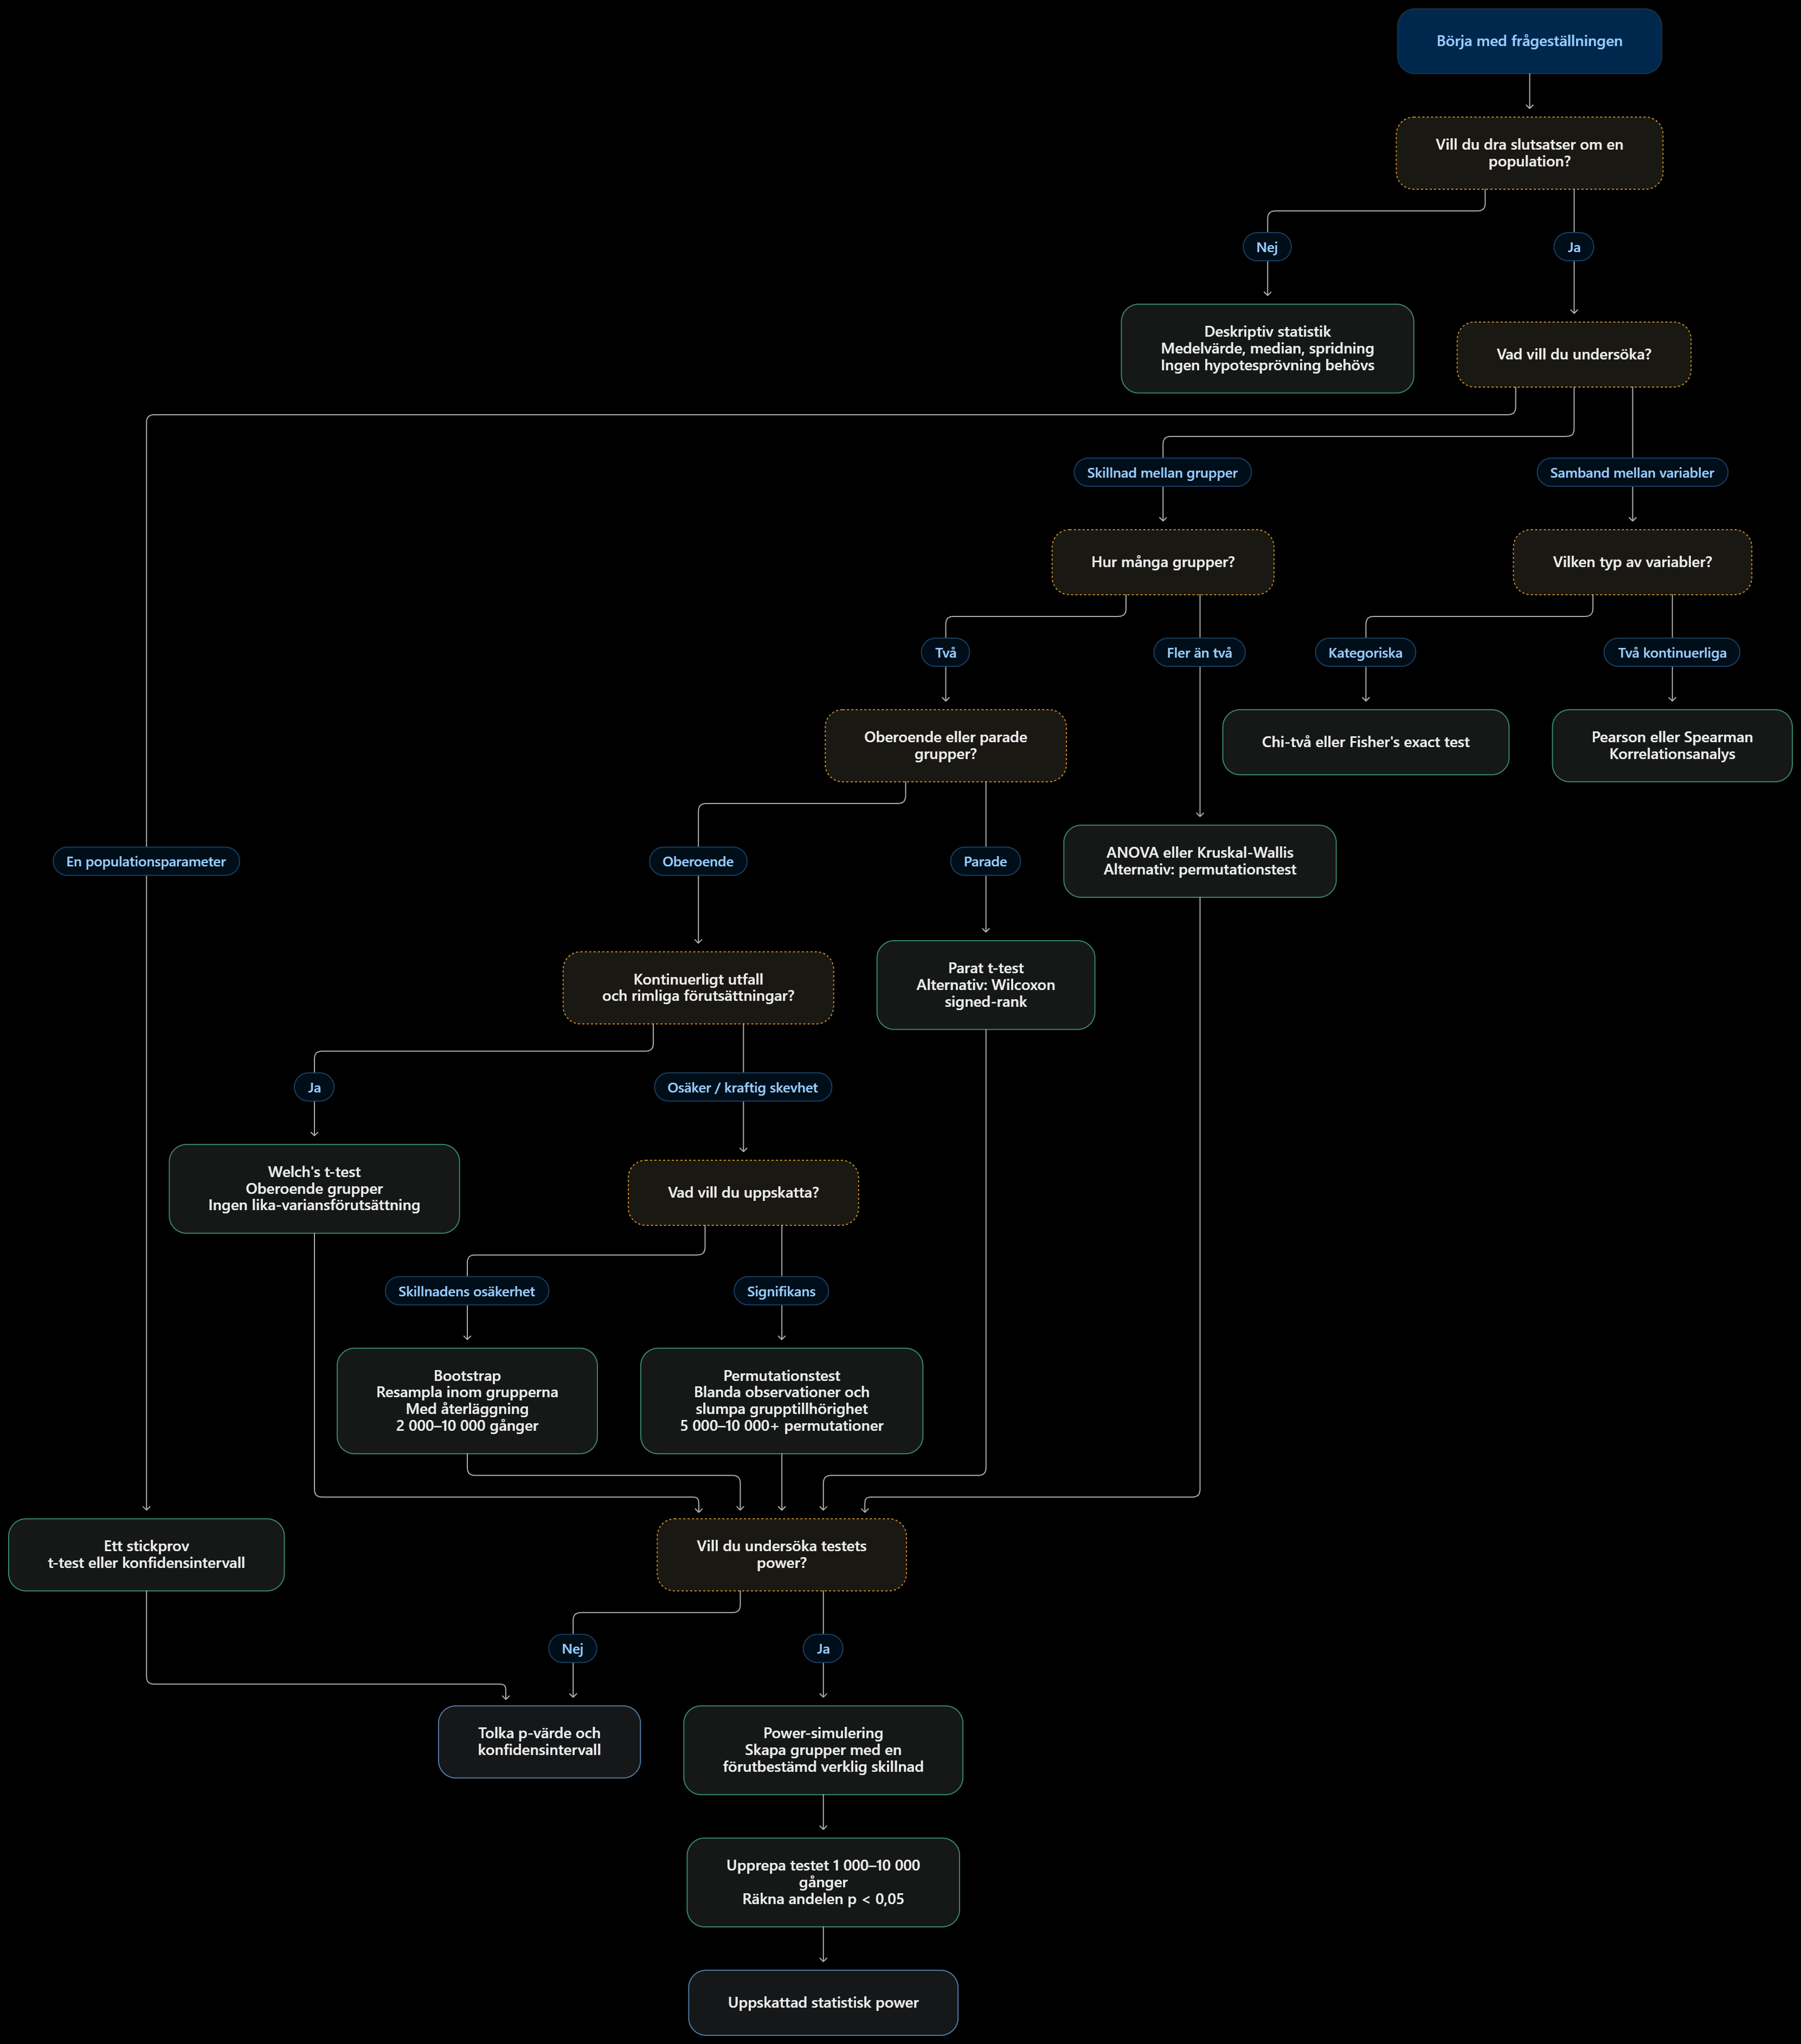 Börja med frågeställningen
Vill du dra slutsatser om en
population?
Nej
Ja
Deskriptiv statistik
Medelvärde, median, spridning
Ingen hypotesprövning behövs
Vad vill du undersöka?
Skillnad mellan grupper
Samband mellan variabler
Hur många grupper?
Vilken typ av variabler?
Två
Fler än två
Kategoriska
Två kontinuerliga
Oberoende eller parade
grupper?
Chi-två eller Fisher's exact test
Pearson eller Spearman
Korrelationsanalys
En populationsparameter
Oberoende
Parade
ANOVA eller Kruskal-Wallis
Alternativ: permutationstest
Kontinuerligt utfall
och rimliga förutsättningar?
Parat t-test
Alternativ: Wilcoxon
signed-rank
Ja
Osäker / kraftig skevhet
Welch's t-test
Oberoende grupper
Ingen lika-variansförutsättning
Vad vill du uppskatta?
Skillnadens osäkerhet
Signifikans
Bootstrap
Resampla inom grupperna
Med återläggning
2 000–10 000 gånger
Permutationstest
Blanda observationer och
slumpa grupptillhörighet
5 000–10 000+ permutationer
Ett stickprov
t-test eller konfidensintervall
Vill du undersöka testets
power?
Nej
Ja
Tolka p-värde och
konfidensintervall
Power-simulering
Skapa grupper med en
förutbestämd verklig skillnad
Upprepa testet 1 000–10 000
gånger
Räkna andelen p < 0,05
Uppskattad statistisk power